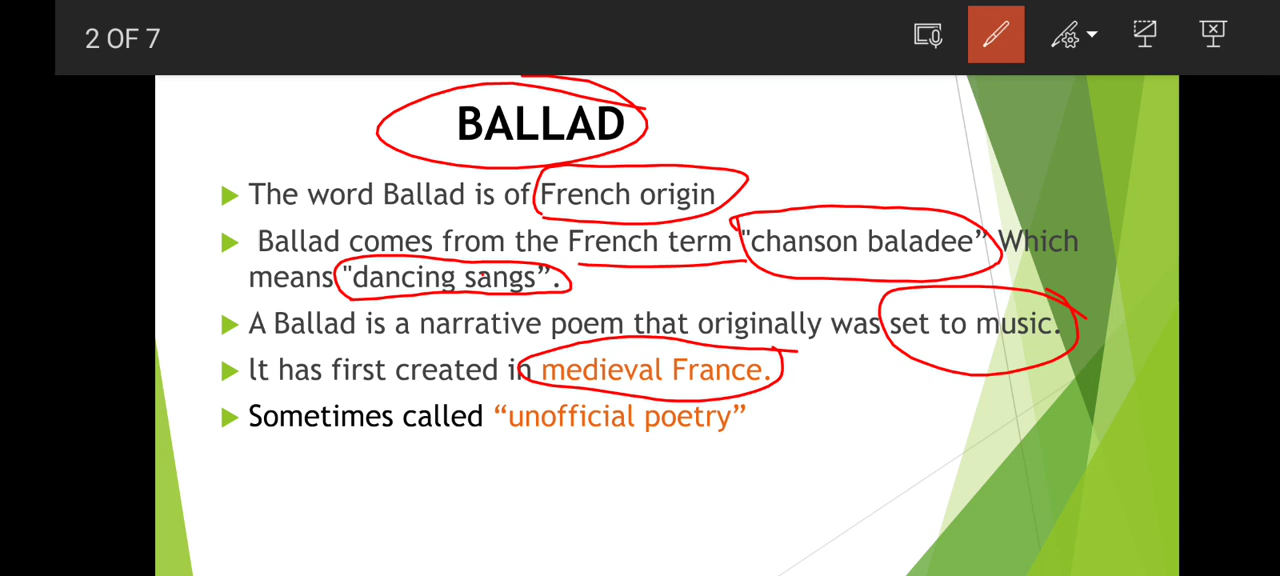 2 OF 7
BALLAD
The word Ballad is of French origin
Ballad comes from the French term "chanson baladee” Which
means "dancing sangs”.
A Ballad is a narrative poem that originally was set to music.
It has first created in medieval France.
Sometimes called “unofficial poetry”